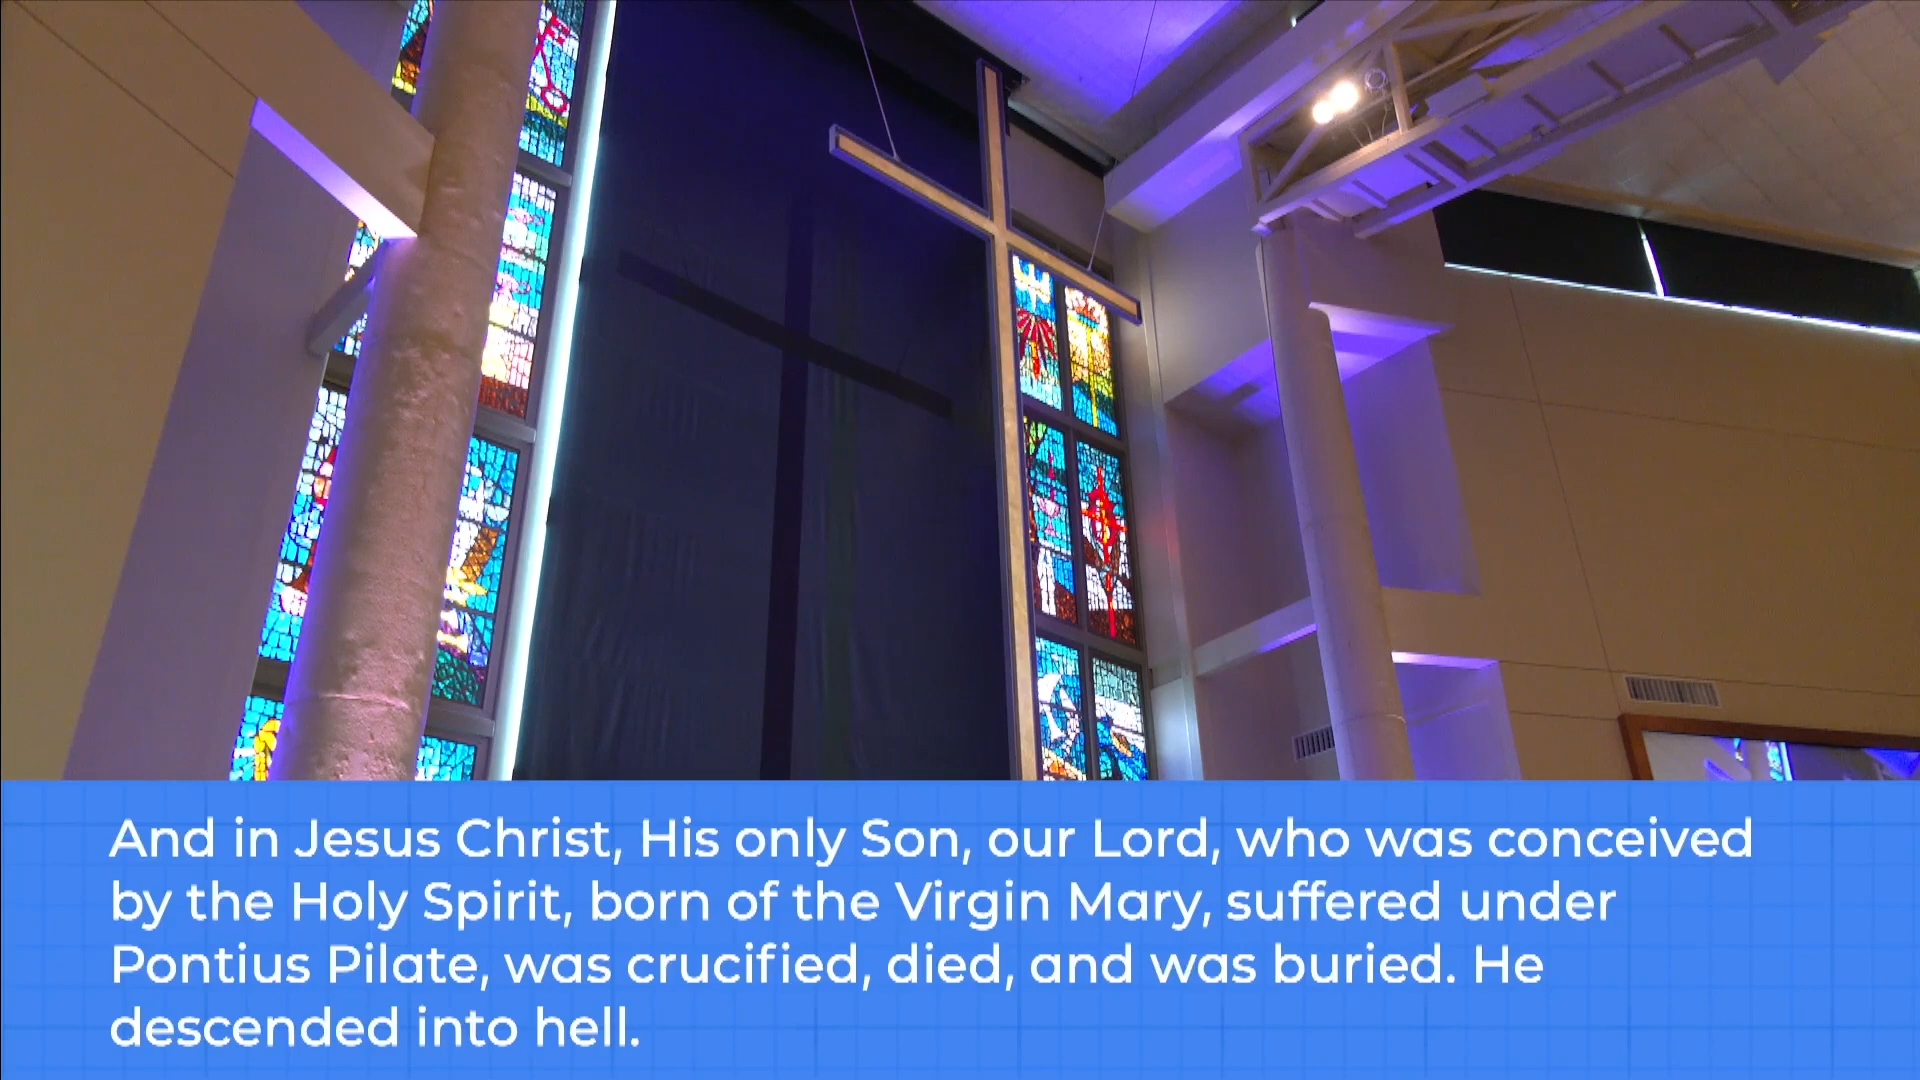 And in Jesus Christ, His only Son, our Lord, who was conceived
by the Holy Spirit, born of the Virgin Mary, suffered under
Pontius Pilate, was crucified, died, and was buried. He
descended into hell.